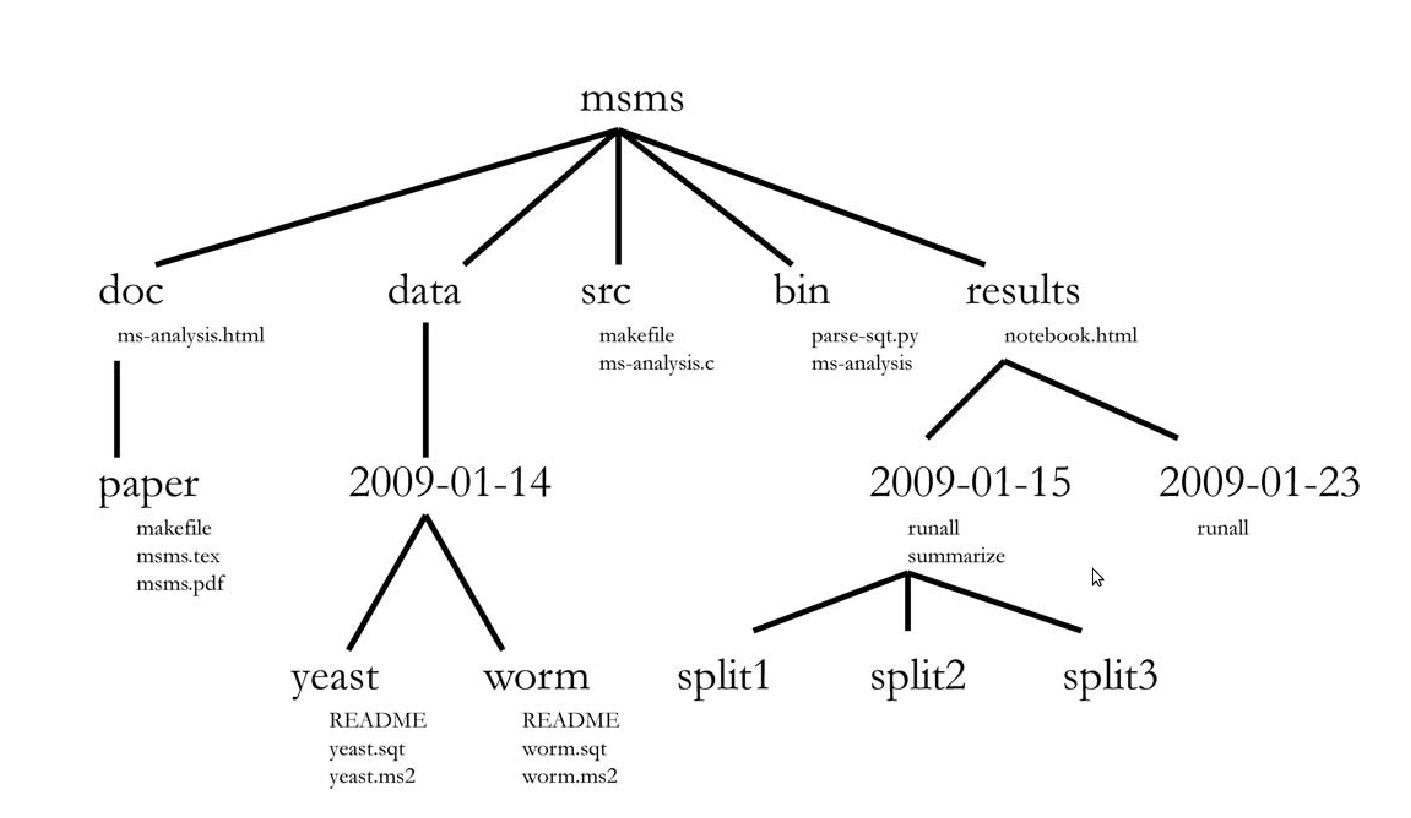 msms
doc
data
src
bin
results
ms-analysis.html
makefile
ms-analysis.c
parse-sqt.py
ms-analysis
notebook.html
paper
makefile
msms.tex
msms.pdf
2009-01-14
2009-01-15
runall
summarize
2009-01-23
runall
yeast
README
yeast.sqt
yeast.ms2
worm
README
worm.sqt
worm.ms2
split1
split2
split3